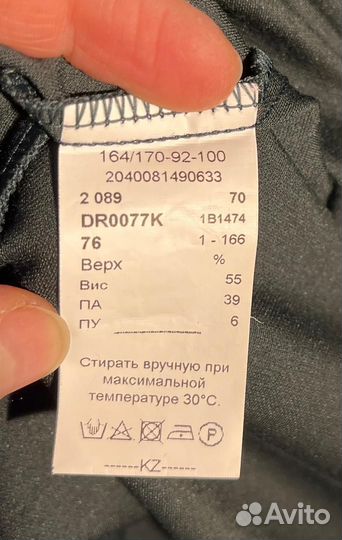 164/170-92-100
2040081490633
2 089 70
DR0077K 1B1474
76 1 - 166
Верх %
Вис 55
ПА 39
ПУ 6
Стирать вручную при
максимальной
температуре 30°С.
P
------KZ------
Avito